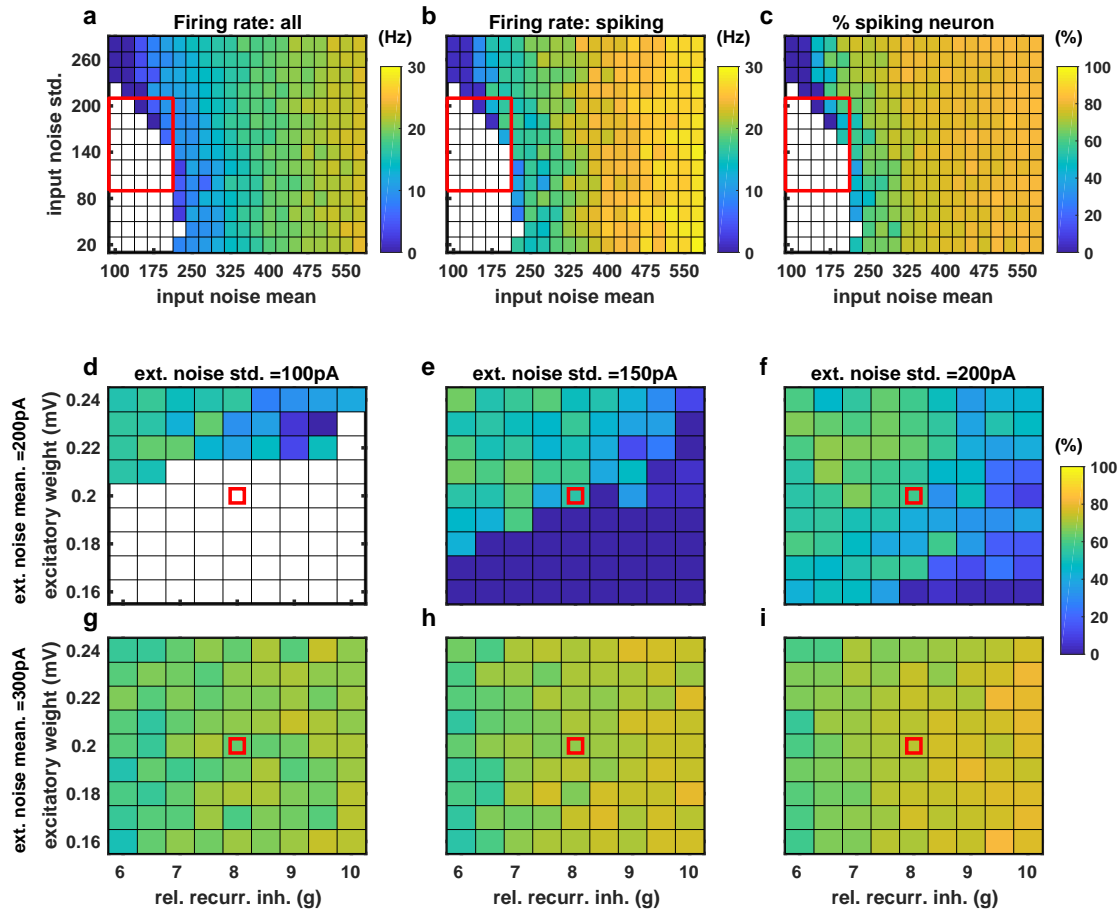 a
Firing rate: all
(Hz)
b
Firing rate: spiking
(Hz)
c
% spiking neuron
(%)
input noise std.
260
200
140
80
20
100 175 250 325 400 475 550
input noise mean
30
20
10
0
100 175 250 325 400 475 550
input noise mean
30
20
10
0
100 175 250 325 400 475 550
input noise mean
100
80
60
40
20
0
d
ext. noise std. =100pA
e
ext. noise std. =150pA
f
ext. noise std. =200pA
ext. noise mean. =200pA
excitatory weight (mV)
0.24
0.22
0.2
0.18
0.16
(%)
100
80
60
40
20
0
g
h
i
ext. noise mean. =300pA
excitatory weight (mV)
0.24
0.22
0.2
0.18
0.16
6 7 8 9 10
rel. recurr. inh. (g)
6 7 8 9 10
rel. recurr. inh. (g)
6 7 8 9 10
rel. recurr. inh. (g)